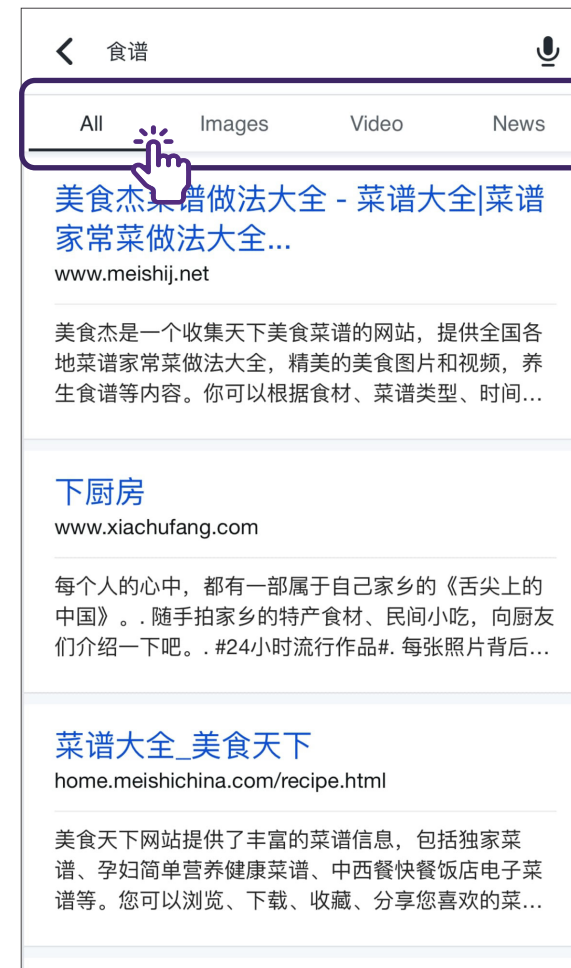 食谱
All Images Video News
美食杰菜谱做法大全 - 菜谱大全|菜谱
家常菜做法大全...
www.meishij.net
美食杰是一个收集天下美食菜谱的网站，提供全国各
地菜谱家常菜做法大全，精美的美食图片和视频，养
生食谱等内容。你可以根据食材、菜谱类型、时间...
下厨房
www.xiachufang.com
每个人的心中，都有一部属于自己家乡的《舌尖上的
中国》。. 随手拍家乡的特产食材、民间小吃，向厨友
们介绍一下吧。. #24小时流行作品#. 每张照片背后...
菜谱大全_美食天下
home.meishichina.com/recipe.html
美食天下网站提供了丰富的菜谱信息，包括独家菜
谱、孕妇简单营养健康菜谱、中西餐快餐饭店电子菜
谱等。您可以浏览、下载、收藏、分享您喜欢的菜...